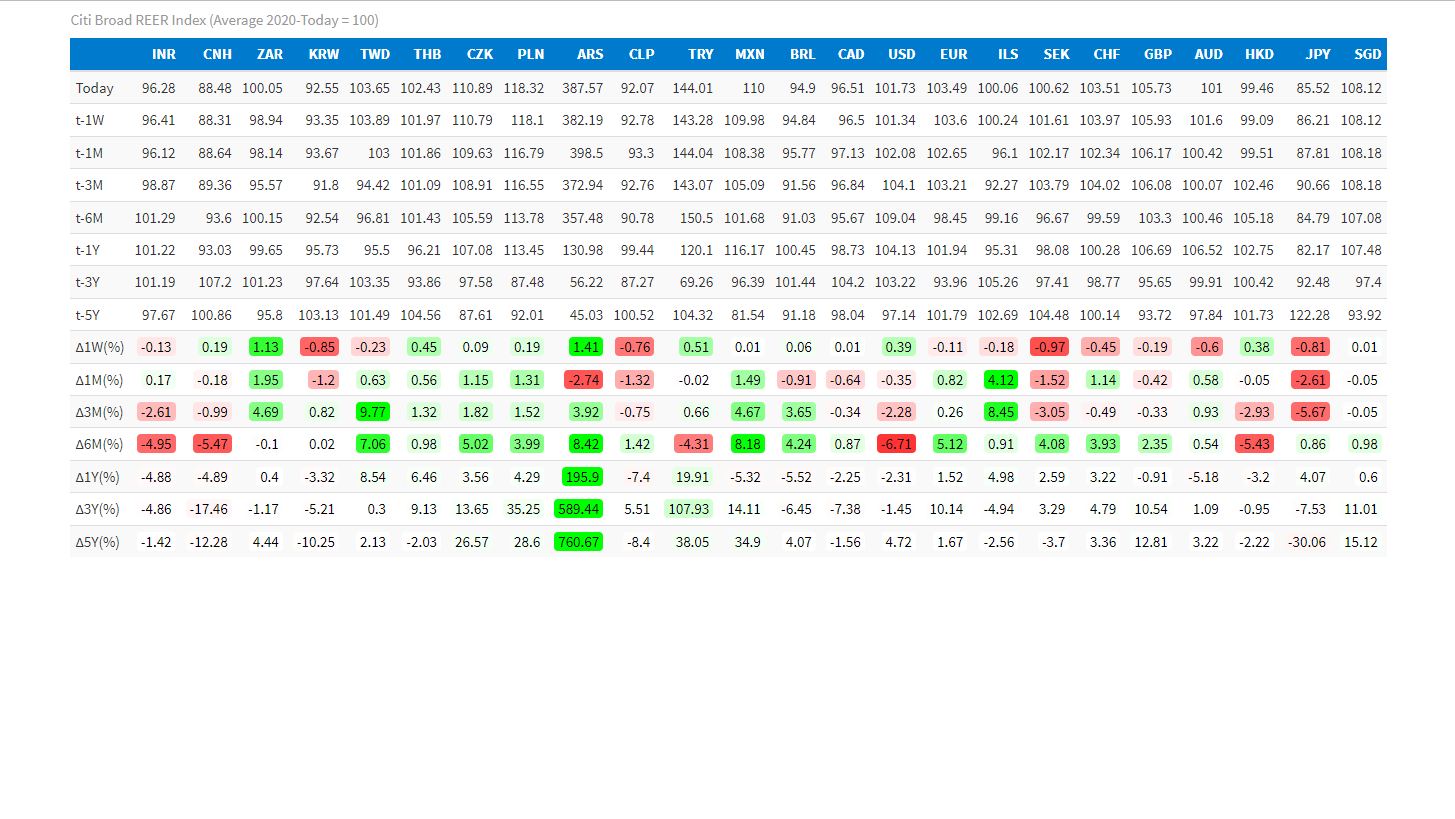 Citi Broad REER Index (Average 2020-Today = 100)
INR CNH ZAR KRW TWD THB CZK PLN ARS CLP TRY MXN BRL CAD USD EUR ILS SEK CHF GBP AUD HKD JPY SGD
Today 96.28 88.48 100.05 92.55 103.65 102.43 110.89 118.32 387.57 92.07 144.01 110 94.9 96.51 101.73 103.49 100.06 100.62 103.51 105.73 101 99.46 85.52 108.12
t-1W 96.41 88.31 98.94 93.35 103.89 101.97 110.79 118.1 382.19 92.78 143.28 109.98 94.84 96.5 101.34 103.6 100.24 101.61 103.97 105.93 101.6 99.09 86.21 108.12
t-1M 96.12 88.64 98.14 93.67 103 101.86 109.63 116.79 398.5 93.3 144.04 108.38 95.77 97.13 102.08 102.65 96.1 102.17 102.34 106.17 100.42 99.51 87.81 108.18
t-3M 98.87 89.36 95.57 91.8 94.42 101.09 108.91 116.55 372.94 92.76 143.07 105.09 91.56 96.84 104.1 103.21 92.27 103.79 104.02 106.08 100.07 102.46 90.66 108.18
t-6M 101.29 93.6 100.15 92.54 96.81 101.43 105.59 113.78 357.48 90.78 150.5 101.68 91.03 95.67 109.04 98.45 99.16 96.67 99.59 103.3 100.46 105.18 84.79 107.08
t-1Y 101.22 93.03 99.65 95.73 95.5 96.21 107.08 113.45 130.98 99.44 120.1 116.17 100.45 98.73 104.13 101.94 95.31 98.08 100.28 106.69 106.52 102.75 82.17 107.48
t-3Y 101.19 107.2 101.23 97.64 103.35 93.86 97.58 87.48 56.22 87.27 69.26 96.39 101.44 104.2 103.22 93.96 105.26 97.41 98.77 95.65 99.91 100.42 92.48 97.4
t-5Y 97.67 100.86 95.8 103.13 101.49 104.56 87.61 92.01 45.03 100.52 104.32 81.54 91.18 98.04 97.14 101.79 102.69 104.48 100.14 93.72 97.84 101.73 122.28 93.92
Δ1W(%) -0.13 0.19 1.13 -0.85 -0.23 0.45 0.09 0.19 1.41 -0.76 0.51 0.01 0.06 0.01 0.39 -0.11 -0.18 -0.97 -0.45 -0.19 -0.6 0.38 -0.81 0.01
Δ1M(%) 0.17 -0.18 1.95 -1.2 0.63 0.56 1.15 1.31 -2.74 -1.32 -0.02 1.49 -0.91 -0.64 -0.35 0.82 4.12 -1.52 1.14 -0.42 0.58 -0.05 -2.61 -0.05
Δ3M(%) -2.61 -0.99 4.69 0.82 9.77 1.32 1.82 1.52 3.92 -0.75 0.66 4.67 3.65 -0.34 -2.28 0.26 8.45 -3.05 -0.49 -0.33 0.93 -2.93 -5.67 -0.05
Δ6M(%) -4.95 -5.47 -0.1 0.02 7.06 0.98 5.02 3.99 8.42 1.42 -4.31 8.18 4.24 0.87 -6.71 5.12 0.91 4.08 3.93 2.35 0.54 -5.43 0.86 0.98
Δ1Y(%) -4.88 -4.89 0.4 -3.32 8.54 6.46 3.56 4.29 195.9 -7.4 19.91 -5.32 -5.52 -2.25 -2.31 1.52 4.98 2.59 3.22 -0.91 -5.18 -3.2 4.07 0.6
Δ3Y(%) -4.86 -17.46 -1.17 -5.21 0.3 9.13 13.65 35.25 589.44 5.51 107.93 14.11 -6.45 -7.38 -1.45 10.14 -4.94 3.29 4.79 10.54 1.09 -0.95 -7.53 11.01
Δ5Y(%) -1.42 -12.28 4.44 -10.25 2.13 -2.03 26.57 28.6 760.67 -8.4 38.05 34.9 4.07 -1.56 4.72 1.67 -2.56 -3.7 3.36 12.81 3.22 -2.22 -30.06 15.12